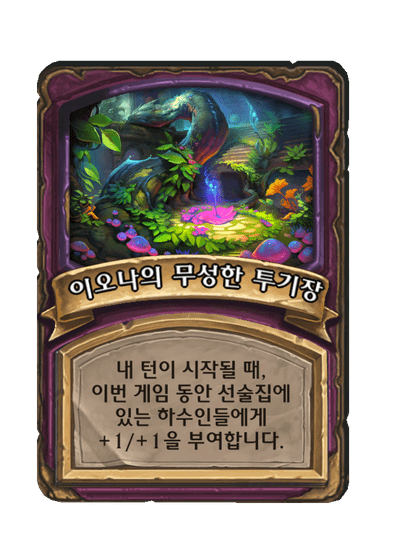 이오나의 무성한 투기장
내 턴이 시작될 때,
이번 게임 동안 선술집에
있는 하수인들에게
+1/+1을 부여합니다.